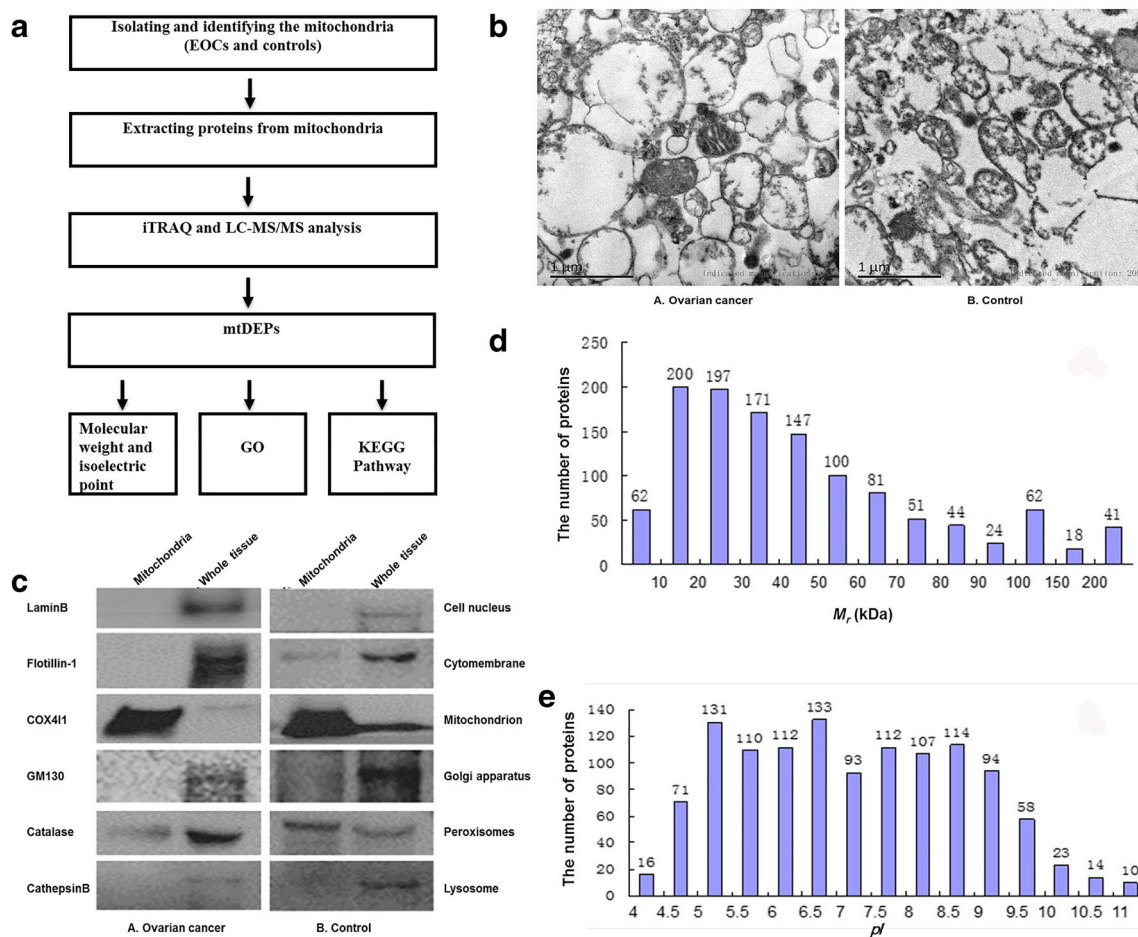 a
Isolating and identifying the mitochondria
(EOCs and controls)
Extracting proteins from mitochondria
iTRAQ and LC-MS/MS analysis
mtDEPs
Molecular
weight and
isoelectric
point
GO
KEGG
Pathway
b
1 µm
1 µm
A. Ovarian cancer
B. Control
c
Mitochondria
Whole tissue
Mitochondria
Whole tissue
LaminB
Cell nucleus
Flotillin-1
Cytomembrane
COX4I1
Mitochondrion
GM130
Golgi apparatus
Catalase
Peroxisomes
CathepsinB
Lysosome
A. Ovarian cancer
B. Control
d
The number of proteins
250
200
150
100
50
0
62 200 197 171 147 100 81 51 44 24 62 18 41
10 20 30 40 50 60 70 80 90 100 150 200
Mr (kDa)
e
The number of proteins
140
120
100
80
60
40
20
0
16 71 131 110 112 133 93 112 107 114 94 58 23 14 10
4 4.5 5 5.5 6 6.5 7 7.5 8 8.5 9 9.5 10 10.5 11
pI